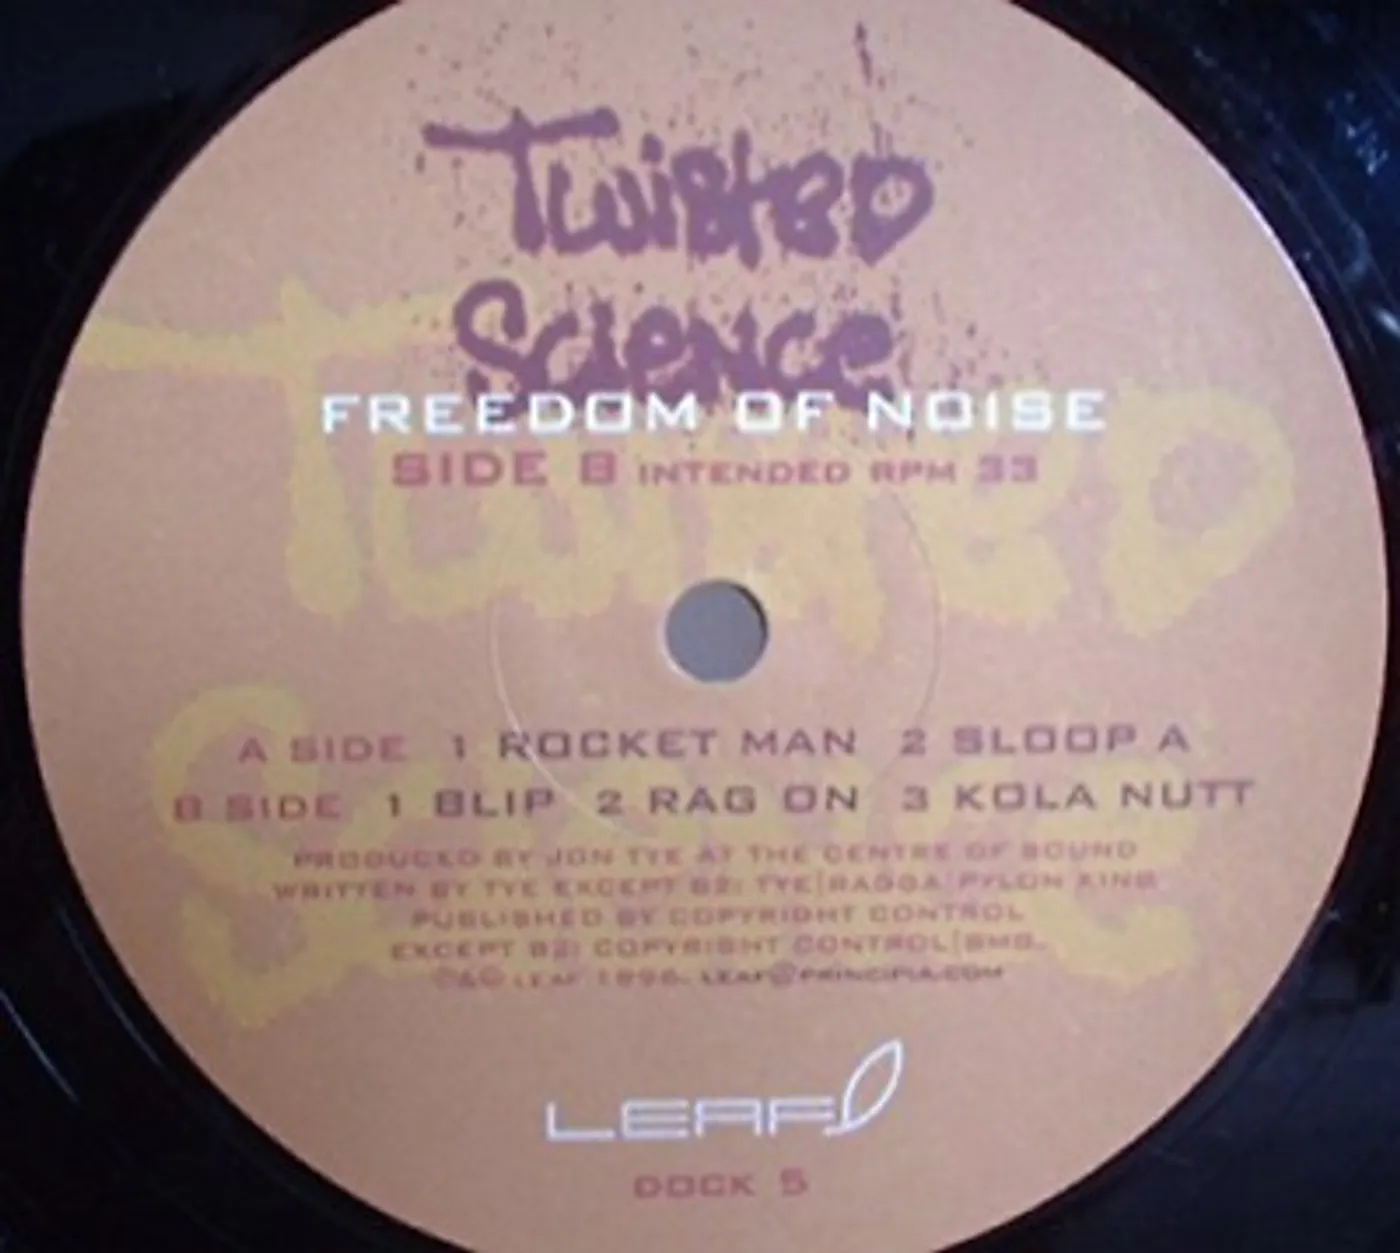 Twisted
Science
FREEDOM OF NOISE
SIDE B INTENDED RPM 33
A SIDE 1 ROCKET MAN 2 SLOOP A
B SIDE 1 BLIP 2 RAG ON 3 KOLA NUTT
PRODUCED BY JON TYE AT THE CENTRE OF SOUND
WRITTEN BY TYE EXCEPT B2: TYE|RAGGA|PYLON KING
PUBLISHED BY COPYRIGHT CONTROL
EXCEPT B2: COPYRIGHT CONTROL|BMG.
℗&© LEAF 1996. LEAF@PRINCIPIA.COM
LEAF
DOCK 5